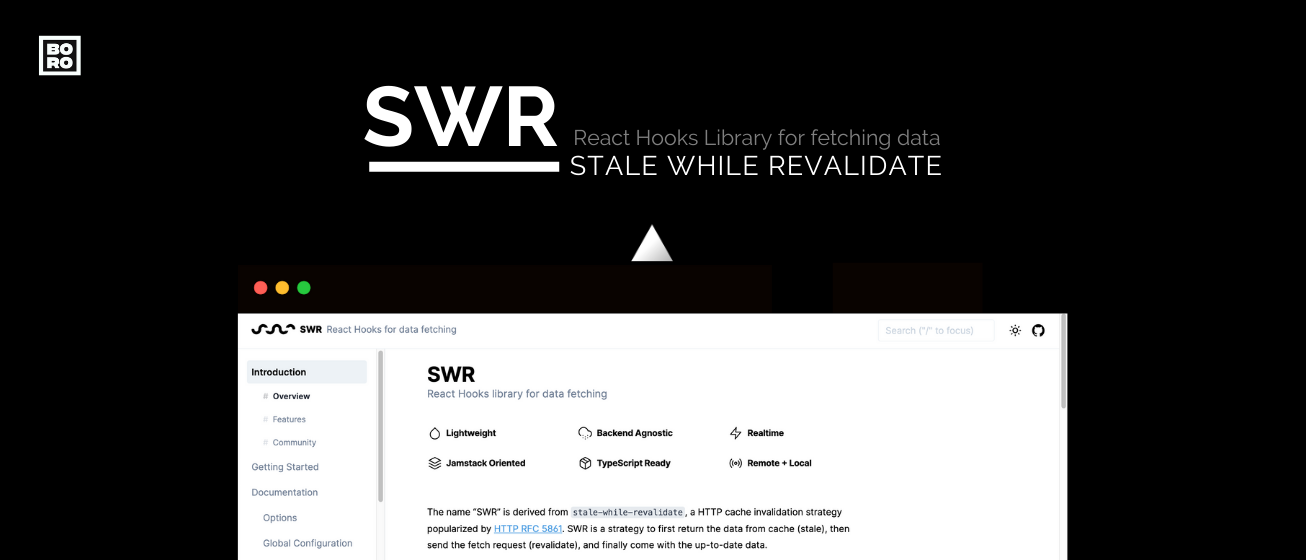 BO
RO
SWR
React Hooks Library for fetching data
STALE WHILE REVALIDATE
SWR React Hooks for data fetching
Search ("/" to focus)
Introduction
# Overview
# Features
# Community
Getting Started
Documentation
Options
Global Configuration
SWR
React Hooks library for data fetching
Lightweight
Backend Agnostic
Realtime
Jamstack Oriented
TypeScript Ready
Remote + Local
The name “SWR” is derived from stale-while-revalidate, a HTTP cache invalidation strategy
popularized by HTTP RFC 5861. SWR is a strategy to first return the data from cache (stale), then
send the fetch request (revalidate), and finally come with the up-to-date data.